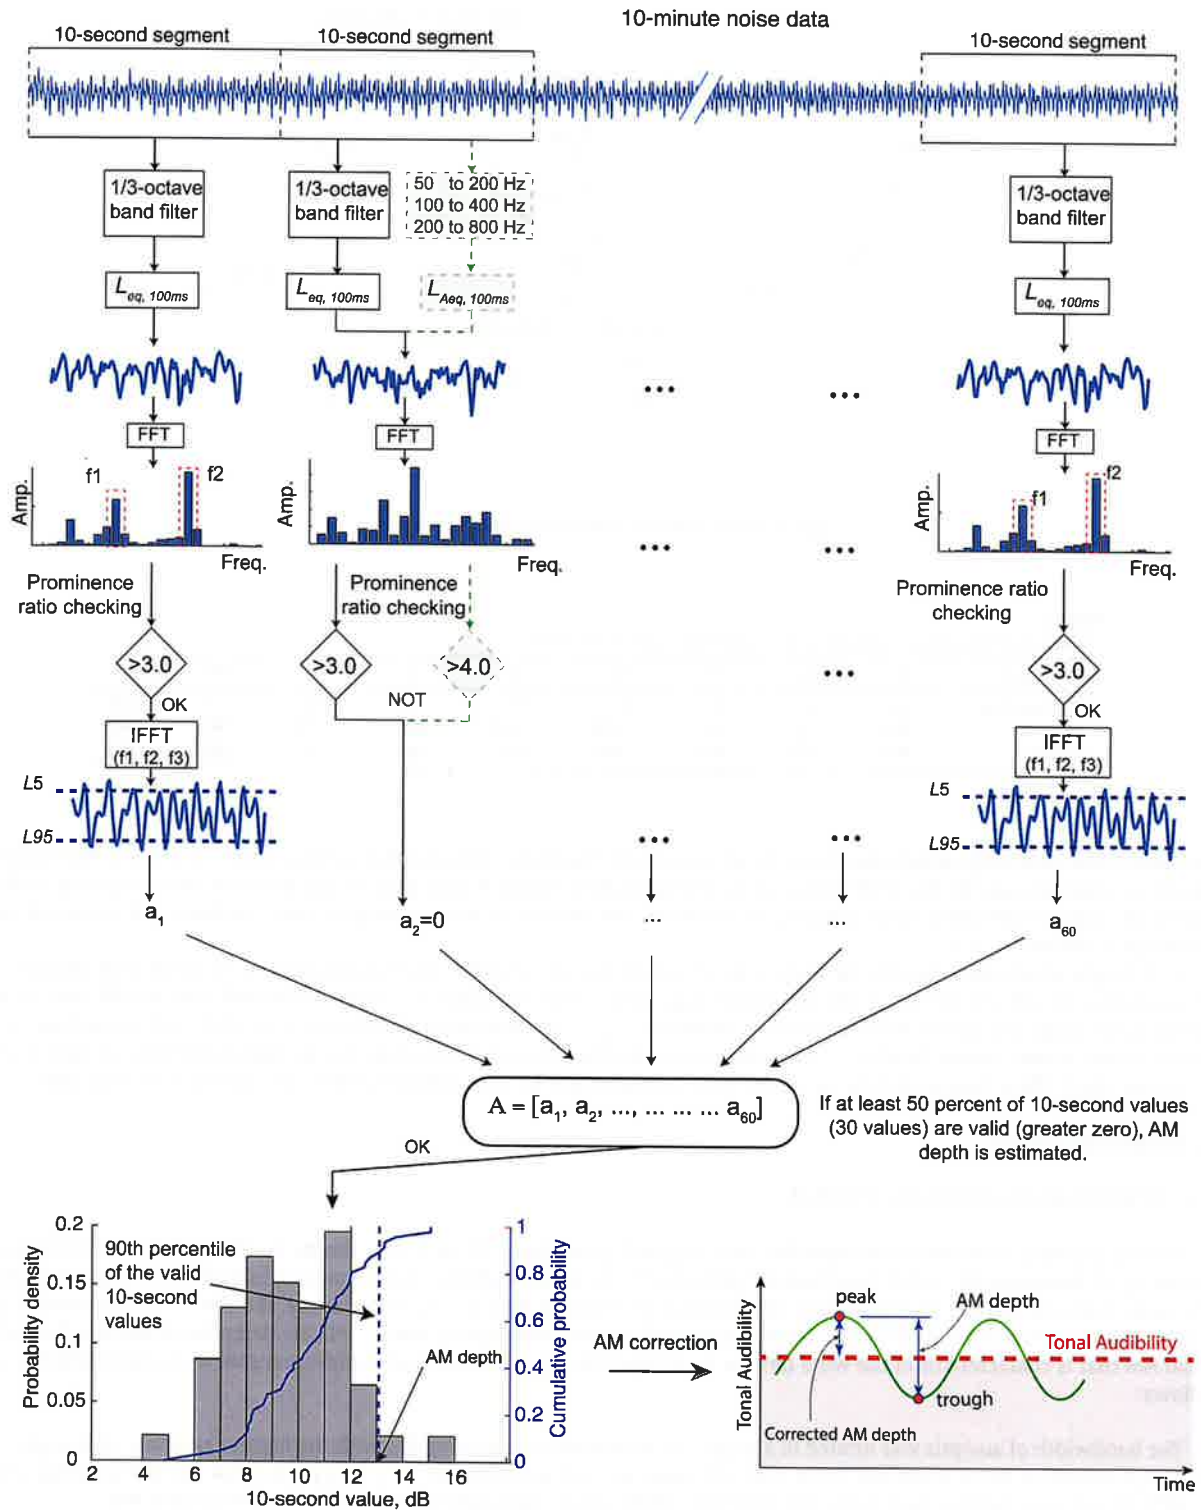 10-minute noise data
10-second segment
10-second segment
10-second segment
1/3-octave
band filter
1/3-octave
band filter
50 to 200 Hz
100 to 400 Hz
200 to 800 Hz
1/3-octave
band filter
Leq, 100ms
Leq, 100ms
LAeq, 100ms
Leq, 100ms
...
...
FFT
FFT
FFT
f1
f2
f1
f2
Amp.
Amp.
Amp.
...
...
Freq.
Freq.
Freq.
Prominence
ratio checking
Prominence
ratio checking
Prominence ratio
checking
>3.0
>3.0
>4.0
...
>3.0
OK
NOT
OK
IFFT
(f1, f2, f3)
IFFT
(f1, f2, f3)
L5
L95
...
...
L5
L95
a1
a2=0
...
...
a60
A = [a1, a2, ..., ... ... ... a60]
If at least 50 percent of 10-second values
(30 values) are valid (greater zero), AM
depth is estimated.
OK
Probability density
0.2
0.15
0.1
0.05
0
90th percentile
of the valid
10-second
values
AM depth
1
0.8
0.6
0.4
0.2
0
Cumulative probability
2 4 6 8 10 12 14 16
10-second value, dB
AM correction
Tonal Audibility
peak
AM depth
Tonal Audibility
trough
Corrected AM depth
Time